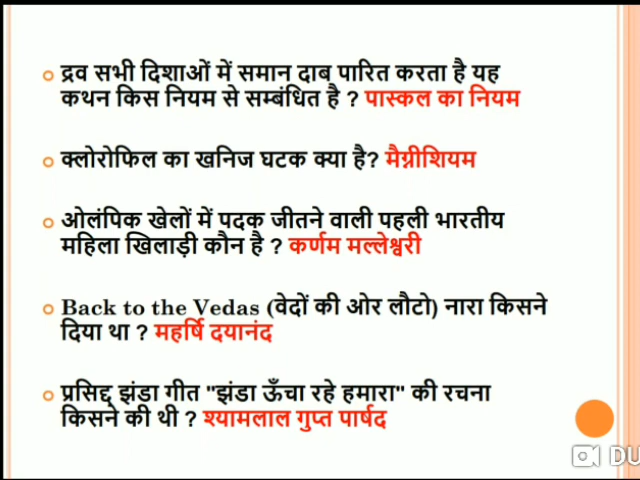 द्रव सभी दिशाओं में समान दाब पारित करता है यह
कथन किस नियम से सम्बंधित है ? पास्कल का नियम
क्लोरोफिल का खनिज घटक क्या है? मैग्नीशियम
ओलंपिक खेलों में पदक जीतने वाली पहली भारतीय
महिला खिलाड़ी कौन है ? कर्णम मल्लेश्वरी
Back to the Vedas (वेदों की ओर लौटो) नारा किसने
दिया था ? महर्षि दयानंद
प्रसिद्द झंडा गीत "झंडा ऊँचा रहे हमारा" की रचना
किसने की थी ? श्यामलाल गुप्त पार्षद
DU